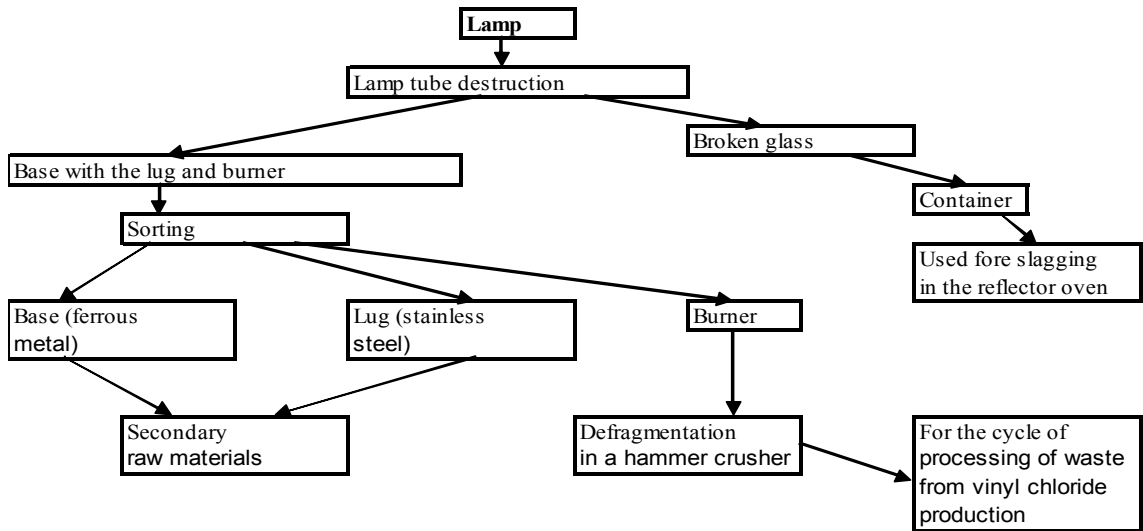 Lamp
Lamp tube destruction
Broken glass
Base with the lug and burner
Container
Sorting
Used fore slagging
in the reflector oven
Base (ferrous
metal)
Lug (stainless
steel)
Burner
Secondary
raw materials
Defragmentation
in a hammer crusher
For the cycle of
processing of waste
from vinyl chloride
production